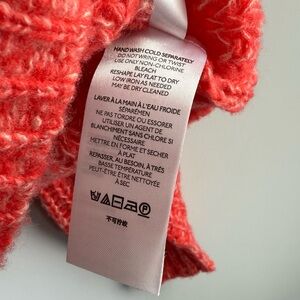 HAND WASH COLD SEPARATELY
DO NOT WRING OR TWIST
USE ONLY NON-CHLORINE
BLEACH
RESHAPE LAY FLAT TO DRY
LOW IRON AS NEEDED
MAY BE DRY CLEANED
LAVER À LA MAIN À L'EAU FROIDE
SÉPARÉMENT
NE PAS TORDRE OU ESSORER
UTILISER UN AGENT DE
BLANCHIMENT SANS CHLORE SI
NÉCESSAIRE
METTRE EN FORME ET SÉCHER
À PLAT
REPASSER, AU BESOIN, À TRÈS
BASSE TEMPÉRATURE
PEUT-ÊTRE ÊTRE NETTOYÉE
À SEC
P
不可拧绞